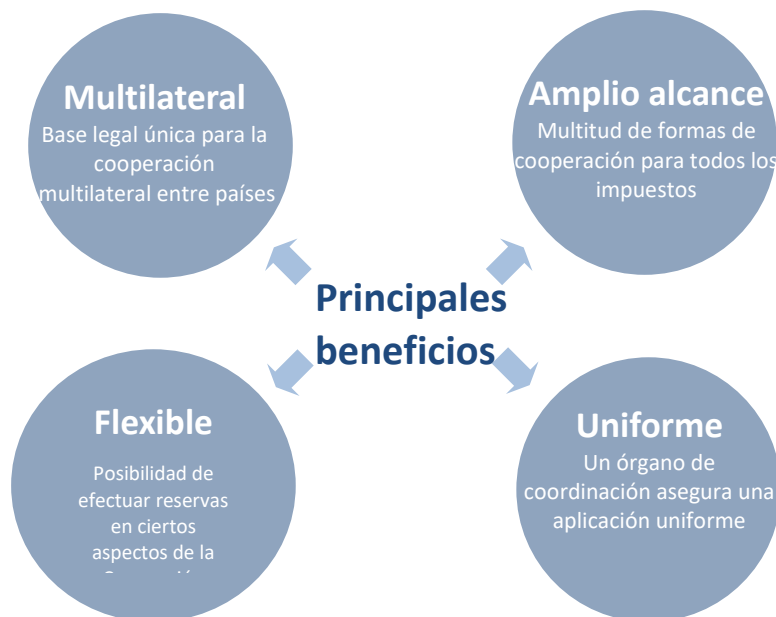 Multilateral
Base legal única para la
cooperación
multilateral entre países
Amplio alcance
Multitud de formas de
cooperación para todos los
impuestos
Principales
beneficios
Flexible
Posibilidad de
efectuar reservas
en ciertos
aspectos de la
Uniforme
Un órgano de
coordinación asegura una
aplicación uniforme